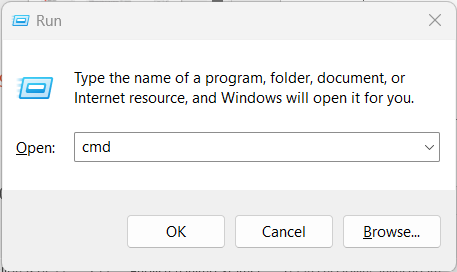 Run
Type the name of a program, folder, document, or
Internet resource, and Windows will open it for you.
Open: cmd
OK Cancel Browse...